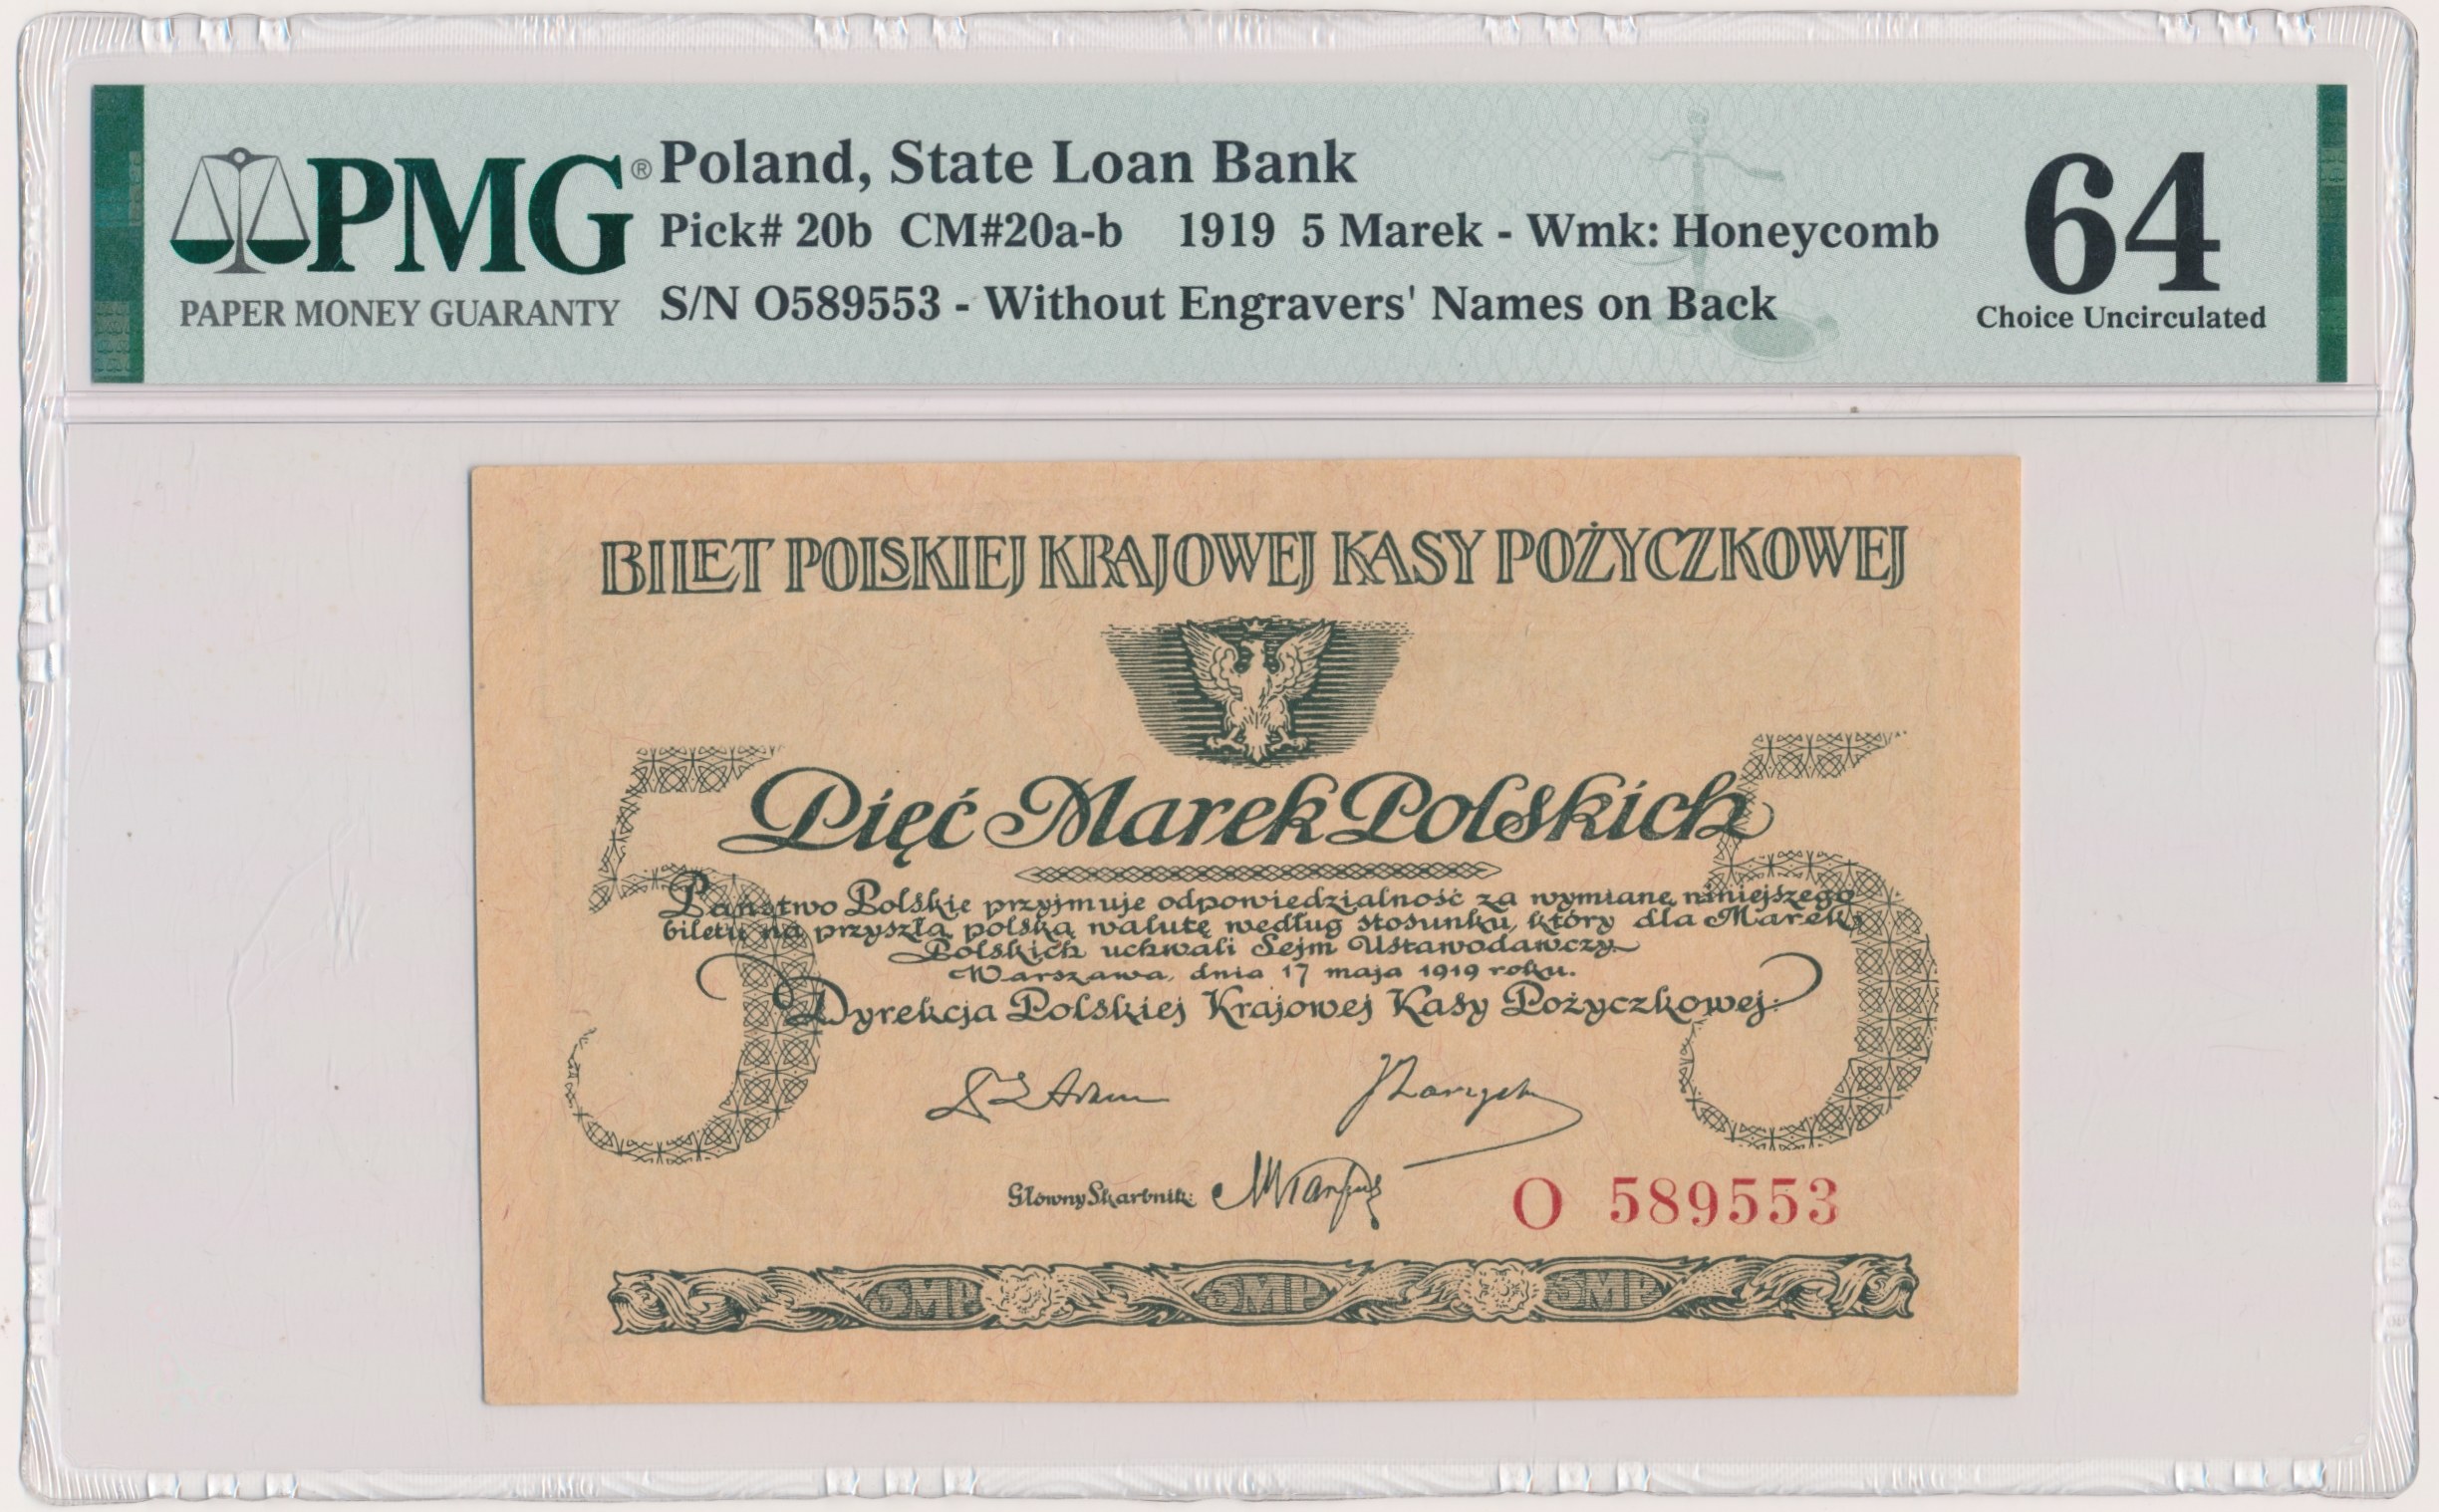 PMG®
PAPER MONEY GUARANTY
Poland, State Loan Bank
Pick# 20b CM#20a-b 1919 5 Marek - Wmk: Honeycomb
S/N O589553 - Without Engravers' Names on Back
64
Choice Uncirculated
BILET POLSKIEJ KRAJOWEJ KASY POŻYCZKOWEJ
5 5
Pięć Marek Polskich
Państwo Polskie przyjmuje odpowiedzialność za wymianę niniejszego
biletu na przyszłą polską walutę według stosunku, który dla Marek
Polskich uchwali Sejm Ustawodawczy.
Warszawa, dnia 17 maja 1919 roku.
Dyrekcja Polskiej Krajowej Kasy Pożyczkowej:
Główny Skarbnik:
O 589553
5MP 5MP 5MP